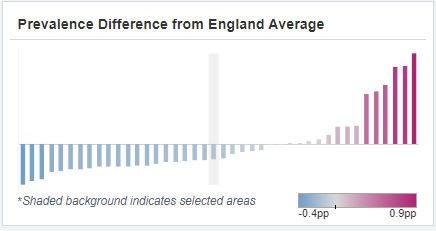 Prevalence Difference from England Average
*Shaded background indicates selected areas
-0.4pp 0.9pp